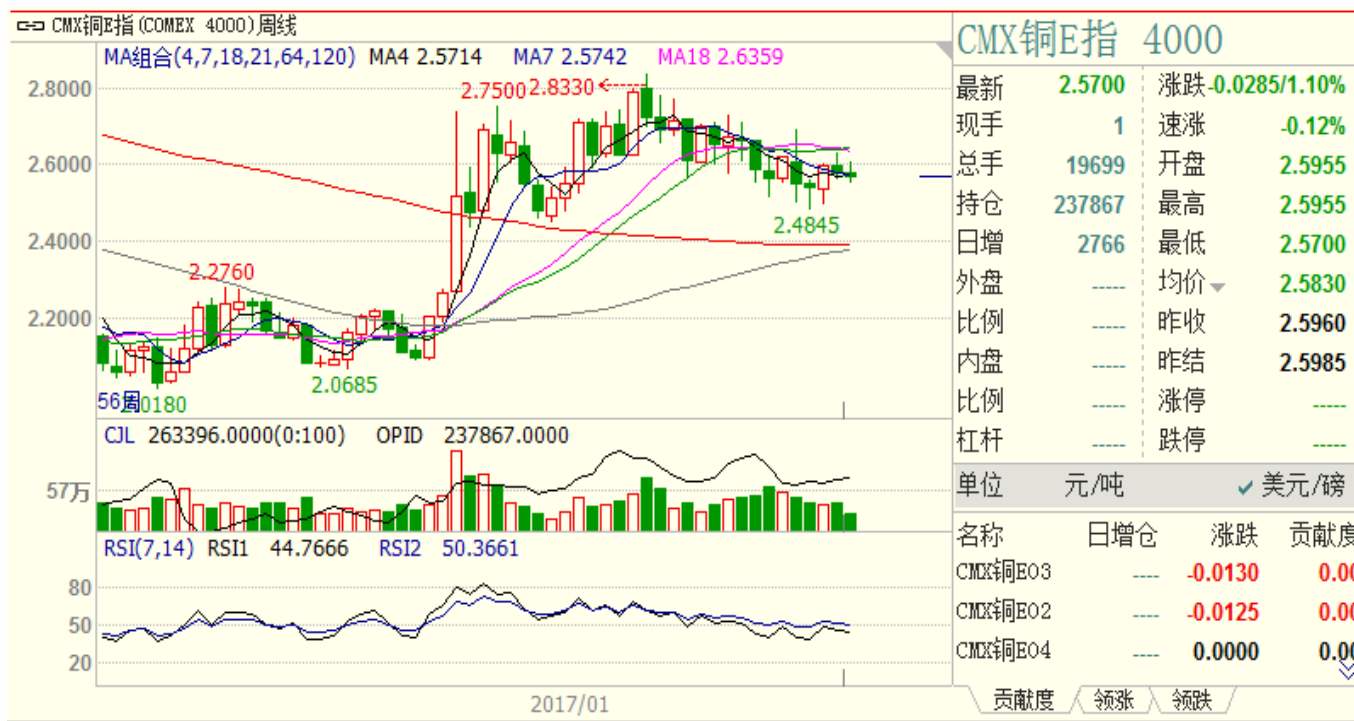 CMX铜E指(COMEX 4000)周线
MA组合(4,7,18,21,64,120) MA4 2.5714 MA7 2.5742 MA18 2.6359
2.8000
2.6000
2.4000
2.2000
2.7500
2.8330
2.4845
2.2760
2.0685
56周
2.0180
CJL 263396.0000(0:100) OPID 237867.0000
57万
RSI(7,14) RSI1 44.7666 RSI2 50.3661
80
50
20
2017/01
CMX铜E指 4000
最新 2.5700 涨跌 -0.0285/1.10%
现手 1 速涨 -0.12%
总手 19699 开盘 2.5955
持仓 237867 最高 2.5955
日增 2766 最低 2.5700
外盘 ----- 均价 2.5830
比例 ----- 昨收 2.5960
内盘 ----- 昨结 2.5985
比例 ----- 涨停 -----
杠杆 ----- 跌停 -----
单位 元/吨 ✓ 美元/磅
名称 日增仓 涨跌 贡献度
CMX铜E03 ---- -0.0130 0.00
CMX铜E02 ---- -0.0125 0.00
CMX铜E04 ---- 0.0000 0.00
贡献度 领涨 领跌